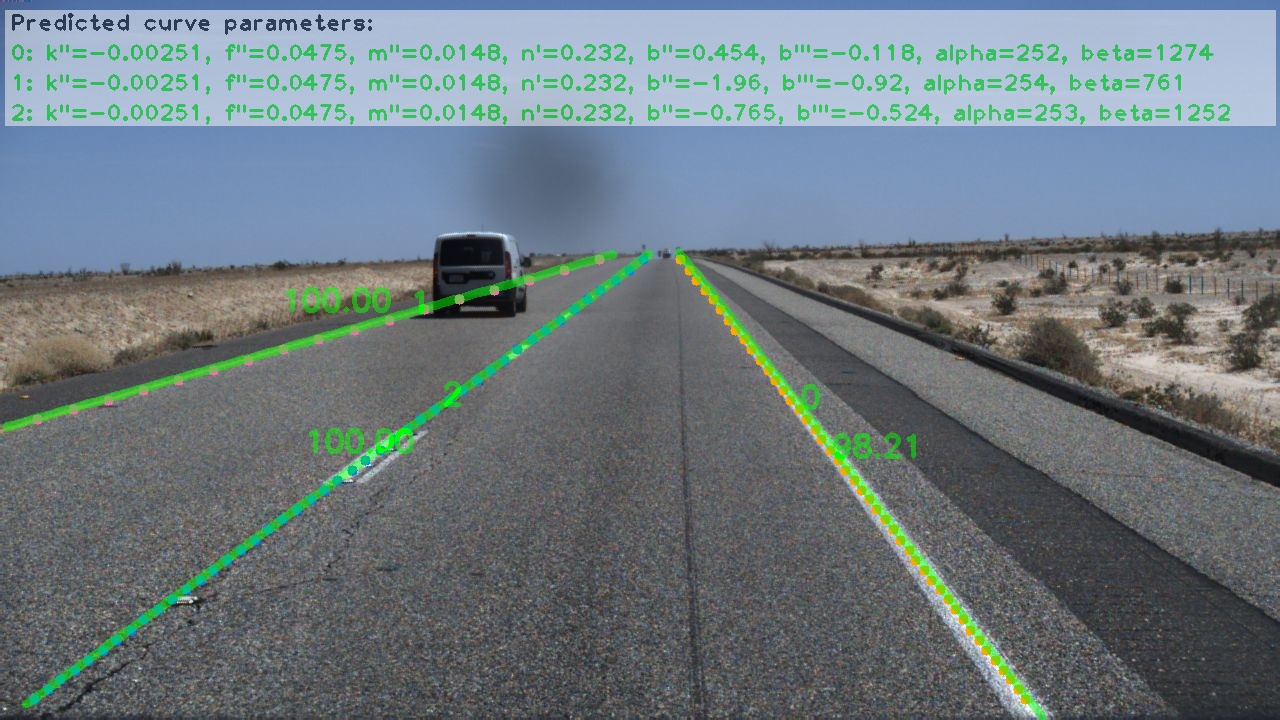 Predicted curve parameters:
0: k''=-0.00251, f''=0.0475, m''=0.0148, n'=0.232, b''=0.454, b'''=-0.118, alpha=252, beta=1274
1: k''=-0.00251, f''=0.0475, m''=0.0148, n'=0.232, b''=-1.96, b'''=-0.92, alpha=254, beta=761
2: k''=-0.00251, f''=0.0475, m''=0.0148, n'=0.232, b''=-0.765, b'''=-0.524, alpha=253, beta=1252
100.00 1
2 0
100.00 98.21